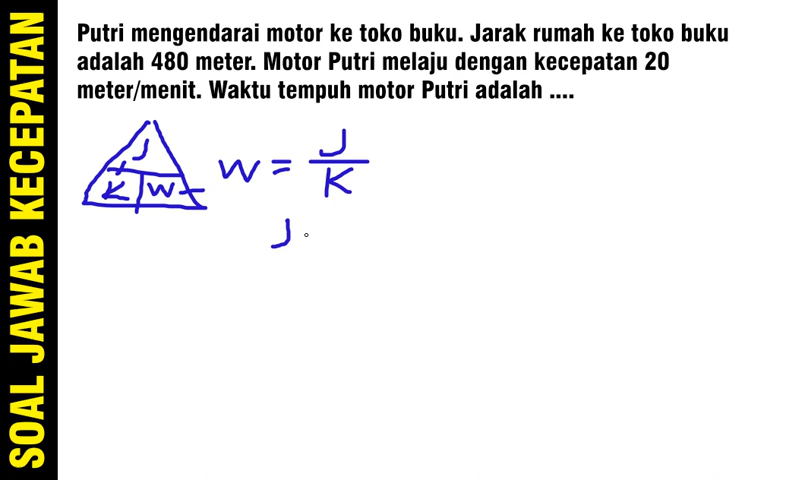 SOAL JAWAB KECEPATAN
Putri mengendarai motor ke toko buku. Jarak rumah ke toko buku
adalah 480 meter. Motor Putri melaju dengan kecepatan 20
meter/menit. Waktu tempuh motor Putri adalah ....
J
K W
W = J / K
J